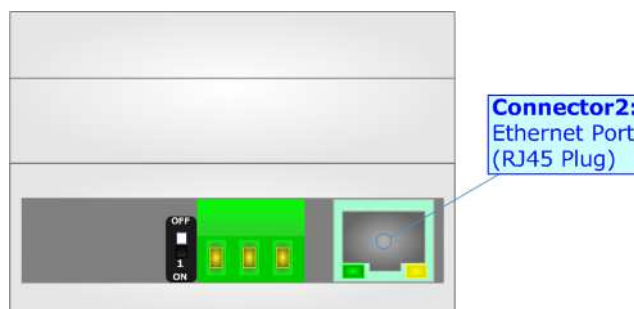 Connector2:
Ethernet Port
(RJ45 Plug)
OFF
1
ON